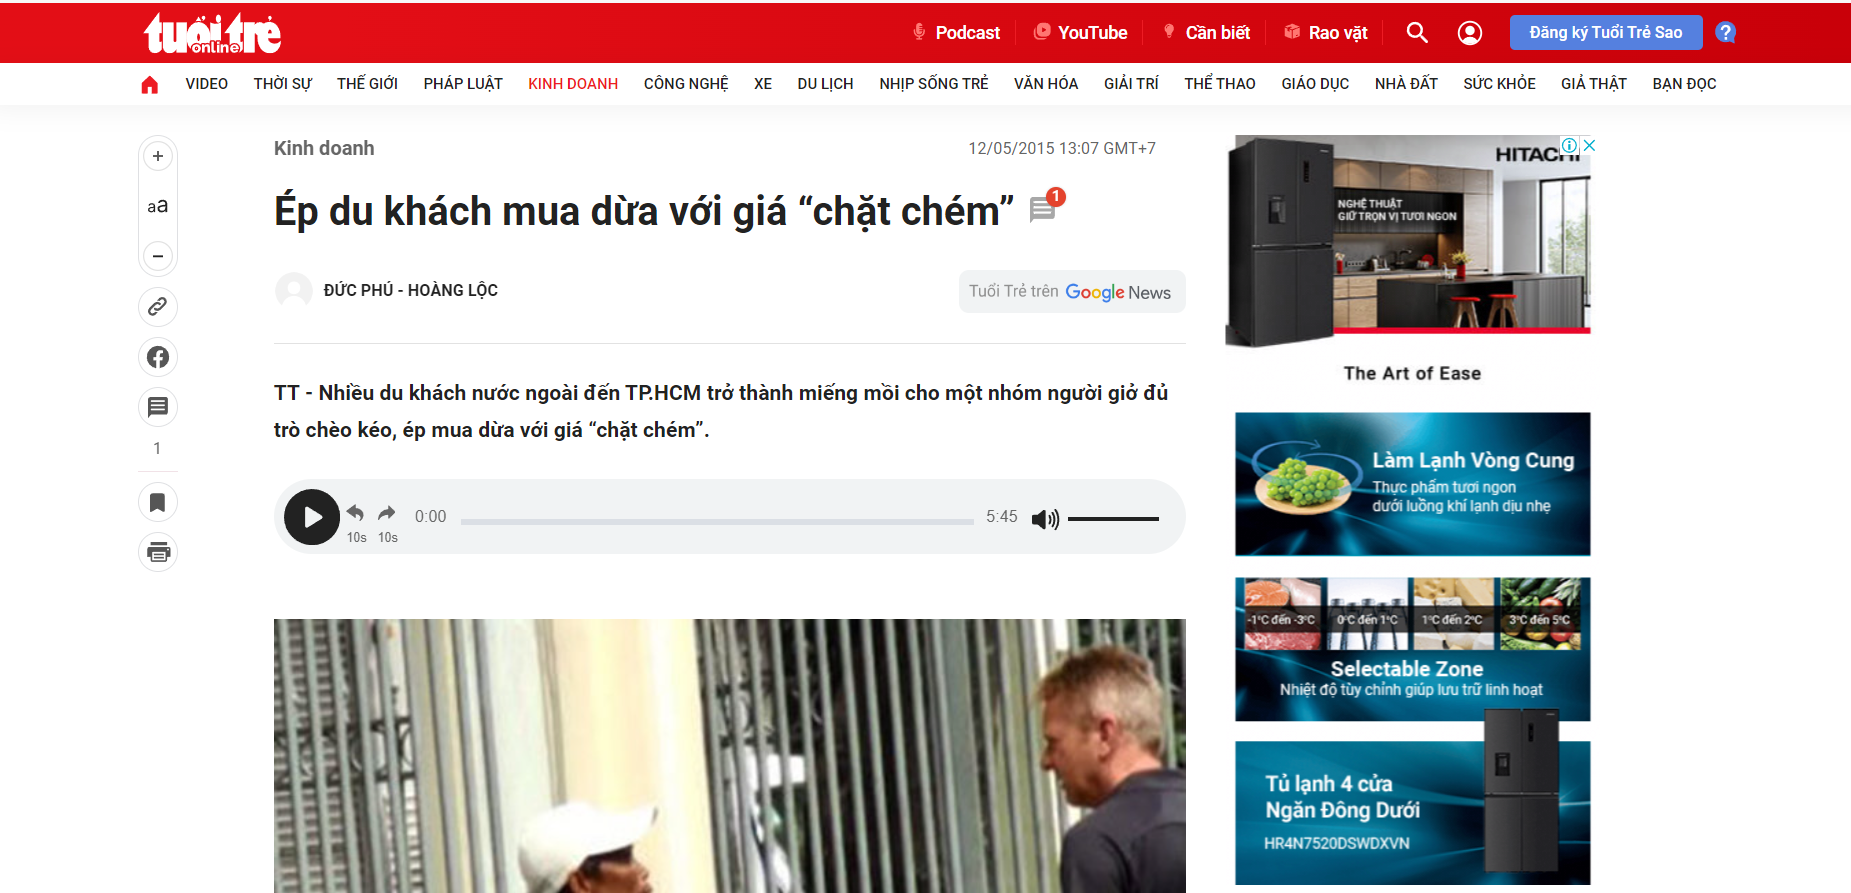 tuổi trẻ
online
Podcast
YouTube
Cần biết
Rao vặt
Đăng ký Tuổi Trẻ Sao
?
VIDEO THỜI SỰ THẾ GIỚI PHÁP LUẬT KINH DOANH CÔNG NGHỆ XE DU LỊCH NHỊP SỐNG TRẺ VĂN HÓA GIẢI TRÍ THỂ THAO GIÁO DỤC NHÀ ĐẤT SỨC KHỎE GIẢ THẬT BẠN ĐỌC
+
aa
−
1
Kinh doanh
12/05/2015 13:07 GMT+7
Ép du khách mua dừa với giá “chặt chém”
1
ĐỨC PHÚ - HOÀNG LỘC
Tuổi Trẻ trên Google News
TT - Nhiều du khách nước ngoài đến TP.HCM trở thành miếng mồi cho một nhóm người giở đủ
trò chèo kéo, ép mua dừa với giá “chặt chém”.
10s 10s
0:00
5:45
HITACHI
NGHỆ THUẬT
GIỮ TRỌN VỊ TƯƠI NGON
The Art of Ease
Làm Lạnh Vòng Cung
Thực phẩm tươi ngon
dưới luồng khí lạnh dịu nhẹ
-1°C đến -3°C 0°C đến 1°C 1°C đến 2°C 3°C đến 5°C
Selectable Zone
Nhiệt độ tùy chỉnh giúp lưu trữ linh hoạt
Tủ lạnh 4 cửa
Ngăn Đông Dưới
HR4N7520DSWDXVN